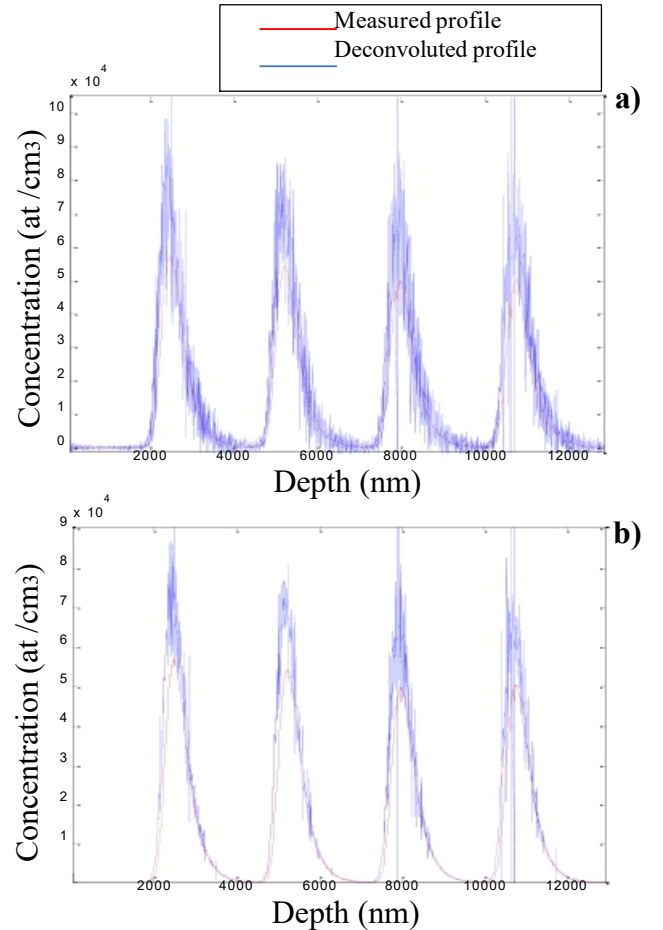 Measured profile
Deconvoluted profile
x 10 4
a)
10
9
8
7
6
5
4
3
2
1
0
Concentration (at /cm3)
2000 4000 6000 8000 10000 12000
Depth (nm)
x 10 4
b)
9
8
7
6
5
4
3
2
1
Concentration (at /cm3)
2000 4000 6000 8000 10000 12000
Depth (nm)